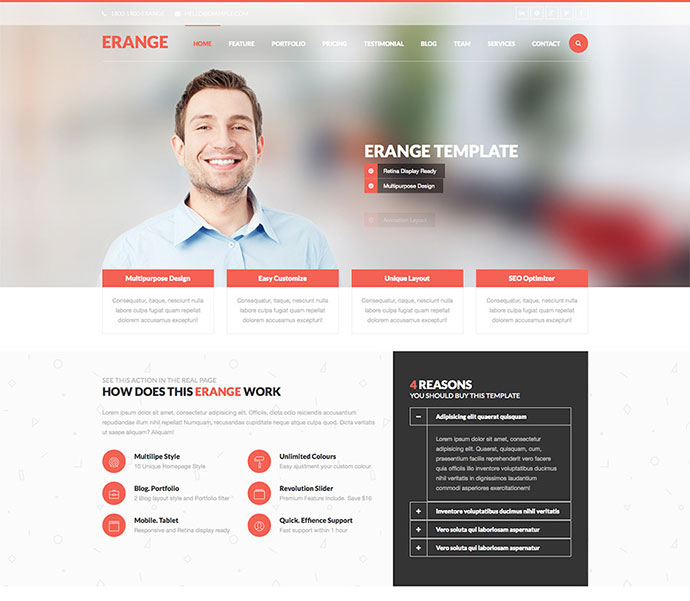 1800-1980-ERANGE HELLO@DOMAIN.COM
ERANGE
HOME FEATURE PORTFOLIO PRICING TESTIMONIAL BLOG TEAM SERVICES CONTACT
ERANGE TEMPLATE
Retina Display Ready
Multipurpose Design
Animation Layout
Multipurpose Design
Consequatur, itaque, nesciunt nulla
labore culpa fugiat quam repellat
dolorem accusamus excepturi!
Easy Customize
Consequatur, itaque, nesciunt nulla
labore culpa fugiat quam repellat
dolorem accusamus excepturi!
Unique Layout
Consequatur, itaque, nesciunt nulla
labore culpa fugiat quam repellat
dolorem accusamus excepturi!
SEO Optimizer
Consequatur, itaque, nesciunt nulla
labore culpa fugiat quam repellat
dolorem accusamus excepturi!
SEE THIS ACTION IN THE REAL PAGE
HOW DOES THIS ERANGE WORK
Lorem ipsum dolor sit amet, consectetur adipisicing elit. Officiis, dicta odio recusandae accusantium
repudiandae nihil repellat! Earum eum natus neque quam atque culpa quod! Dicta veritatis
ut saepe aliquam? Aliquam!
Multilipe Style
10 Unique Homepage Style
Unlimited Colours
Easy ajustment your custom colour
Blog, Portfolio
2 Blog layout style and Portfolio filter
Revolution Slider
Premium Feature Include. Save $16
Mobile, Tablet
Responsive and Retina display ready
Quick, Effience Support
Fast support within 1 hour
4 REASONS
YOU SHOULD BUY THIS TEMPLATE
Adipisicing elit quaerat quisquam
Lorem ipsum dolor sit amet, consectetur
adipisicing elit. Quaerat, quisquam, cum,
praesentium facilis reprehenderit fugiat
quia officiis inventore voluptatibus debitis
veritatis in dignissimos laudantium
commodi asperiores exercitationem!
Inventore voluptatibus ducimus nihil veritatis
Vero soluta qui laboriosam aspernatur
Vero soluta qui laboriosam aspernatur